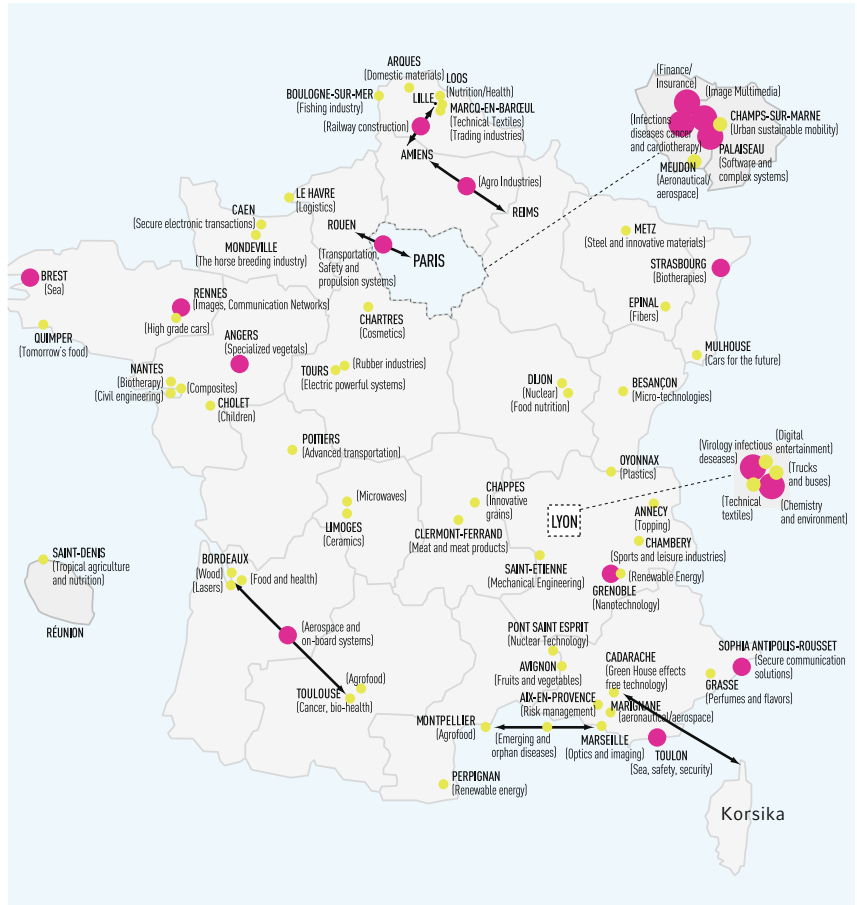 ARQUES
(Domestic materials)
LOOS
(Nutrition/Health)
BOULOGNE-SUR-MER
(Fishing industry)
LILLE
MARCQ-EN-BARŒUL
(Technical Textiles)
(Trading industries)
(Railway construction)
AMIENS
(Agro Industries)
REIMS
(Finance/
Insurance)
(Image Multimedia)
CHAMPS-SUR-MARNE
(Urban sustainable mobility)
(Infections
diseases cancer
and cardiotherapy)
PALAISEAU
(Software and
complex systems)
MEUDON
(Aeronautical/
aerospace)
LE HAVRE
(Logistics)
CAEN
(Secure electronic transactions)
MONDEVILLE
(The horse breeding industry)
ROUEN
(Transportation,
Safety and
propulsion systems)
PARIS
METZ
(Steel and innovative materials)
STRASBOURG
(Biotherapies)
BREST
(Sea)
RENNES
(Images, Communication Networks)
(High grade cars)
CHARTRES
(Cosmetics)
EPINAL
(Fibers)
QUIMPER
(Tomorrow's food)
ANGERS
(Specialized vegetals)
MULHOUSE
(Cars for the future)
NANTES
(Biotherapy)
(Civil engineering)
(Composites)
CHOLET
(Children)
TOURS
(Rubber industries)
(Electric powerful systems)
DIJON
(Nuclear)
(Food nutrition)
BESANÇON
(Micro-technologies)
POITIERS
(Advanced transportation)
OYONNAX
(Plastics)
(Virology infectious
deseases)
(Digital
entertainment)
(Trucks
and buses)
(Technical
textiles)
(Chemistry
and environment)
(Microwaves)
LIMOGES
(Ceramics)
CHAPPES
(Innovative
grains)
CLERMONT-FERRAND
(Meat and meat products)
LYON
ANNECY
(Topping)
CHAMBERY
(Sports and leisure industries)
SAINT-ETIENNE
(Mechanical Engineering)
(Renewable Energy)
GRENOBLE
(Nanotechnology)
SAINT-DENIS
(Tropical agriculture
and nutrition)
RÉUNION
BORDEAUX
(Wood)
(Lasers)
(Food and health)
(Aerospace and
on-board systems)
(Agrofood)
TOULOUSE
(Cancer, bio-health)
PONT SAINT ESPRIT
(Nuclear Technology)
AVIGNON
(Fruits and vegetables)
CADARACHE
(Green House effects
free technology)
SOPHIA ANTIPOLIS-ROUSSET
(Secure communication
solutions)
GRASSE
(Perfumes and flavors)
AIX-EN-PROVENCE
(Risk management)
MARIGNANE
(aeronautical/aerospace)
MONTPELLIER
(Agrofood)
(Emerging and
orphan diseases)
MARSEILLE
(Optics and imaging)
TOULON
(Sea, safety, security)
PERPIGNAN
(Renewable energy)
Korsika